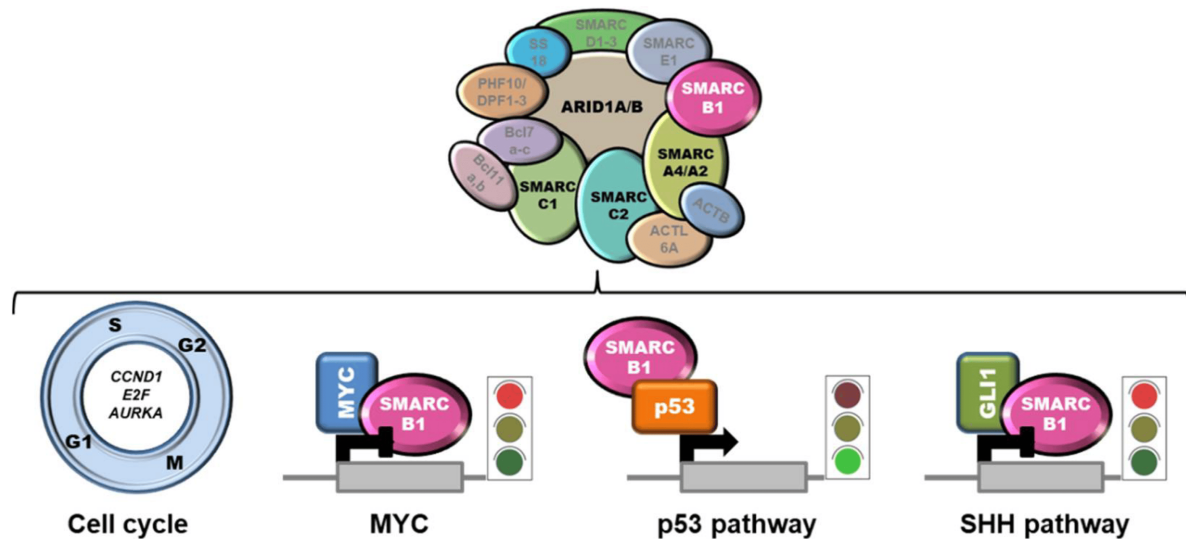 SMARC
D1-3
SS
18
SMARC
E1
PHF10/
DPF1-3
ARID1A/B
SMARC
B1
Bcl7
a-c
Bcl11
a,b
SMARC
C1
SMARC
C2
SMARC
A4/A2
ACTB
ACTL
6A
S
G2
CCND1
E2F
AURKA
G1
M
Cell cycle
MYC
SMARC
B1
MYC
SMARC
B1
p53
p53 pathway
GLI1
SMARC
B1
SHH pathway